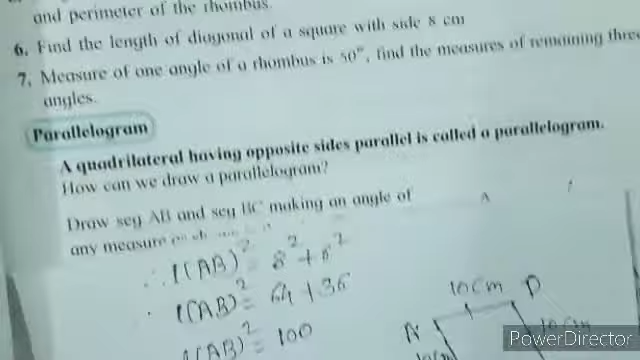 and perimeter of the rhombus.
6. Find the length of diagonal of a square with side 8 cm
7. Measure of one angle of a rhombus is 50°, find the measures of remaining three
angles.
Parallelogram
A quadrilateral having opposite sides parallel is called a parallelogram.
How can we draw a parallelogram?
Draw seg AB and seg BC making an angle of
any measure
A
∴ l(AB)² = 8² + 6²
l(AB)² = 64 + 36
l(AB)² = 100
10cm D
A
10cm
PowerDirector